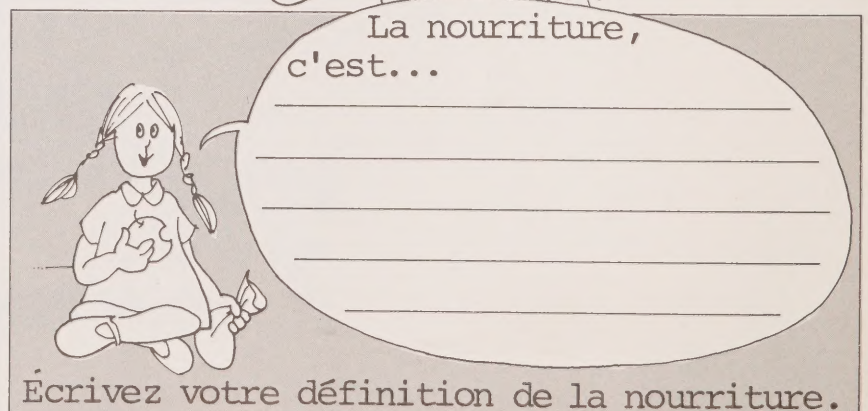 La nourriture,
c'est...
Écrivez votre définition de la nourriture.